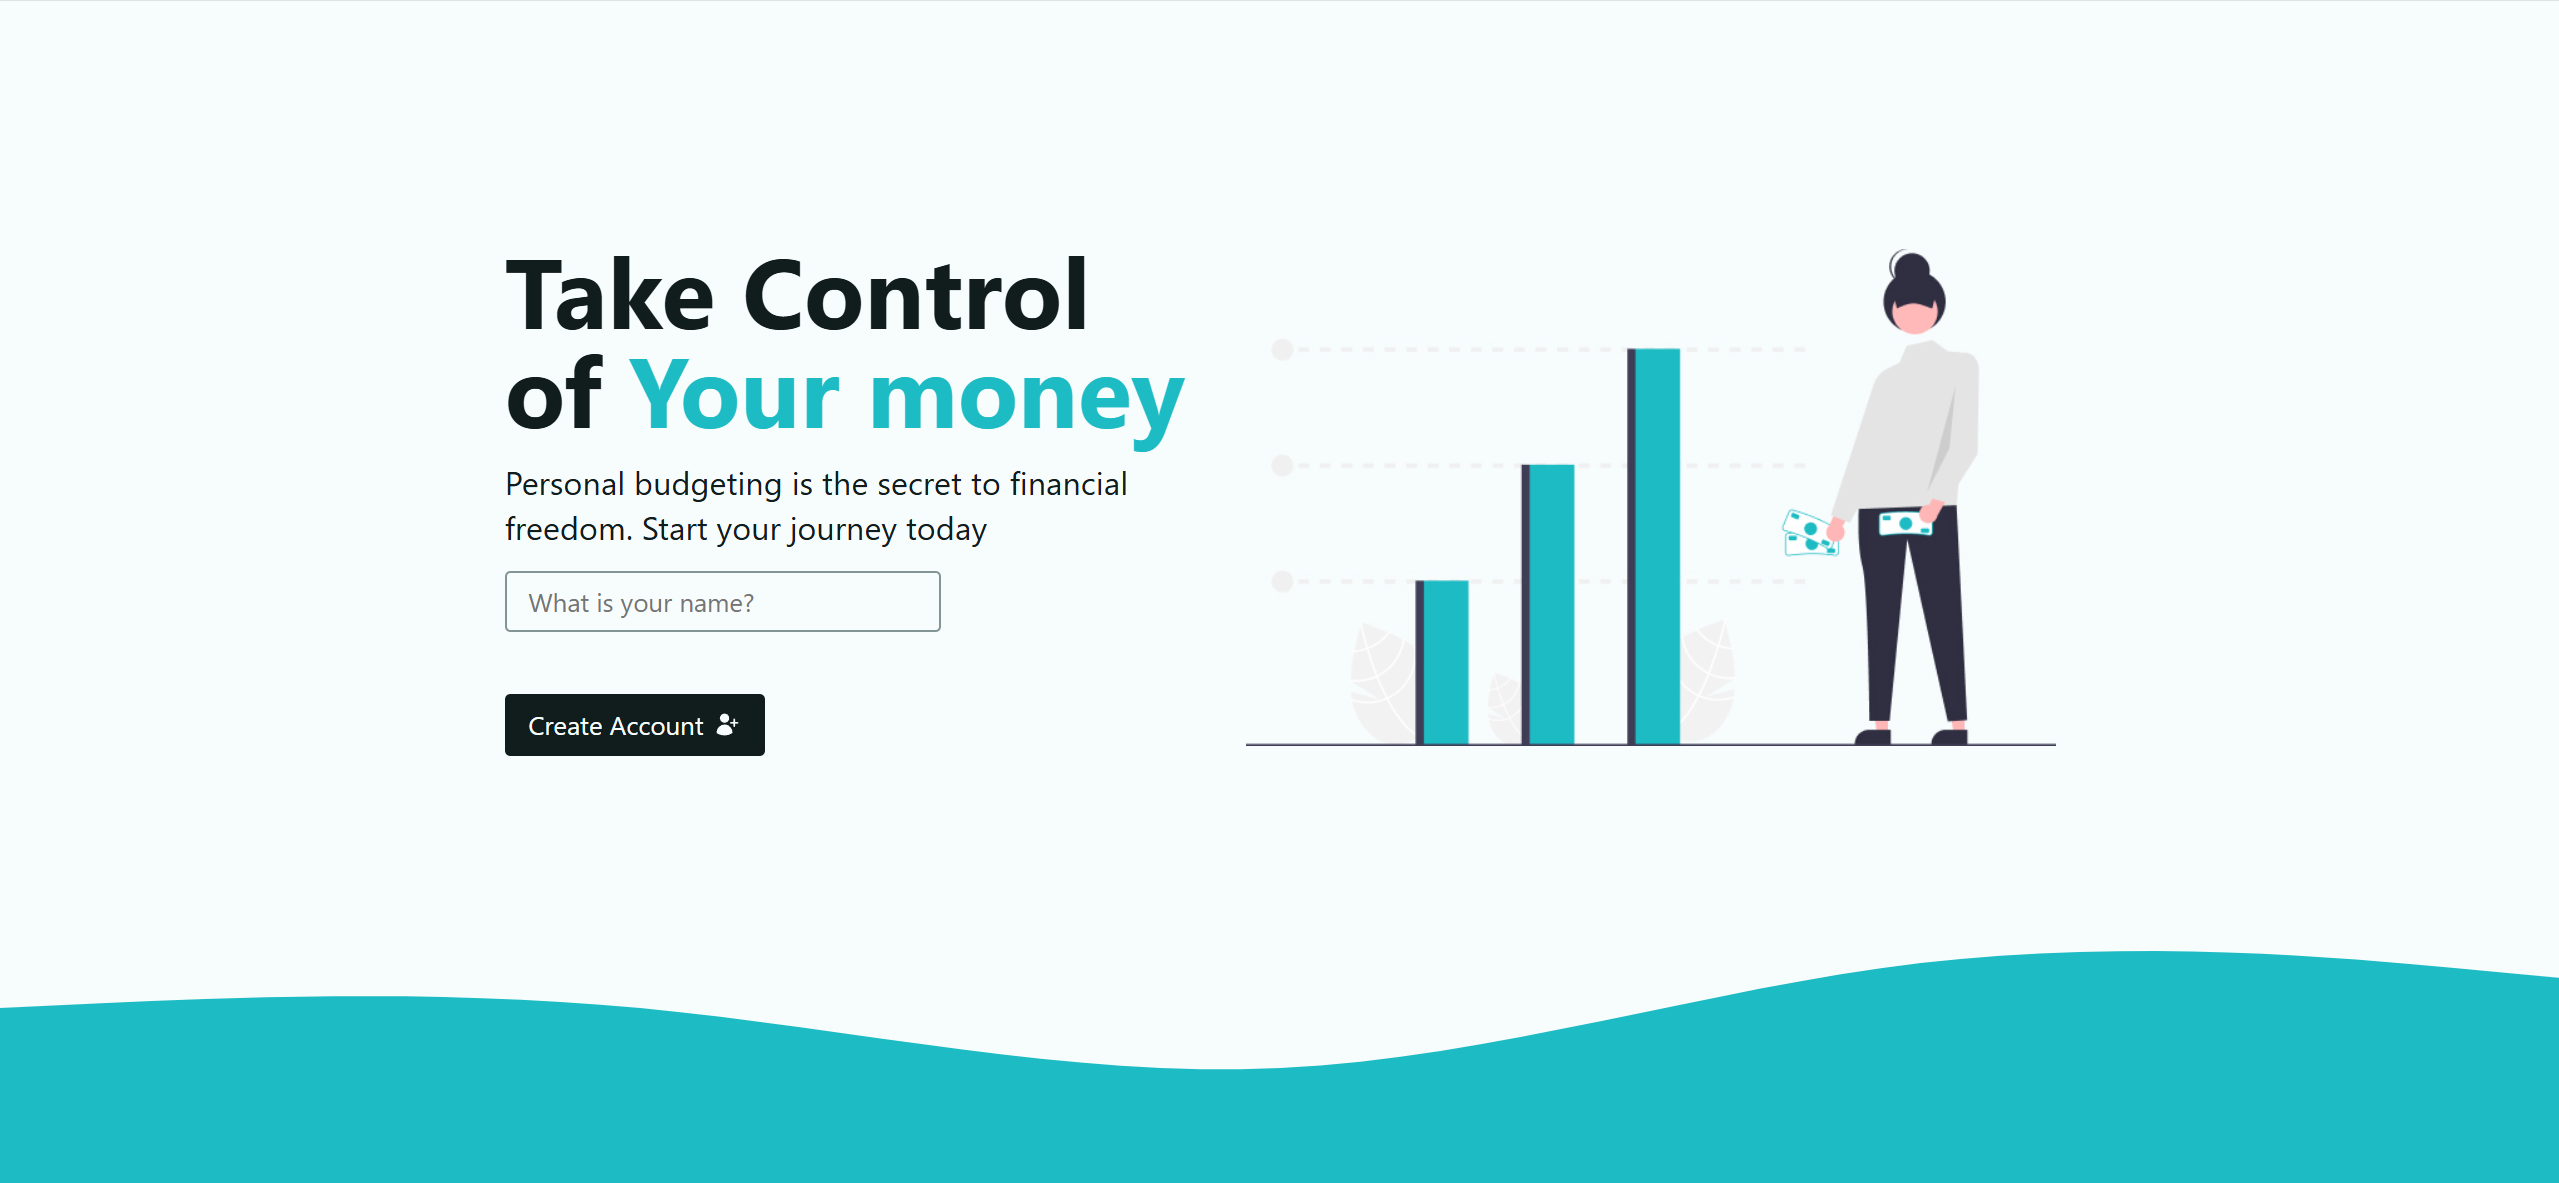 Take Control
of Your money
Personal budgeting is the secret to financial
freedom. Start your journey today
What is your name?
Create Account